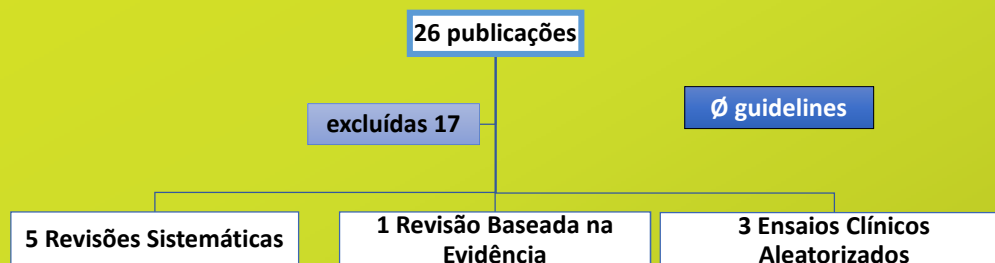 26 publicações
excluídas 17
Ø guidelines
5 Revisões Sistemáticas
1 Revisão Baseada na
Evidência
3 Ensaios Clínicos
Aleatorizados